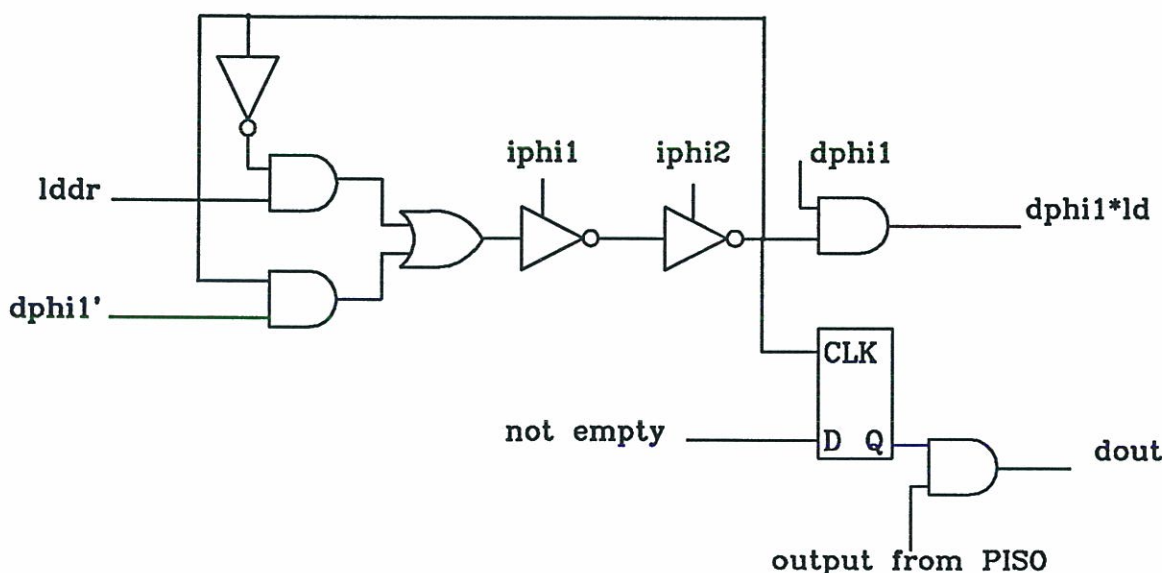 iphi1
iphi2
dphi1
lddr
dphi1*ld
dphi1'
CLK
not empty
D Q
dout
output from PISO